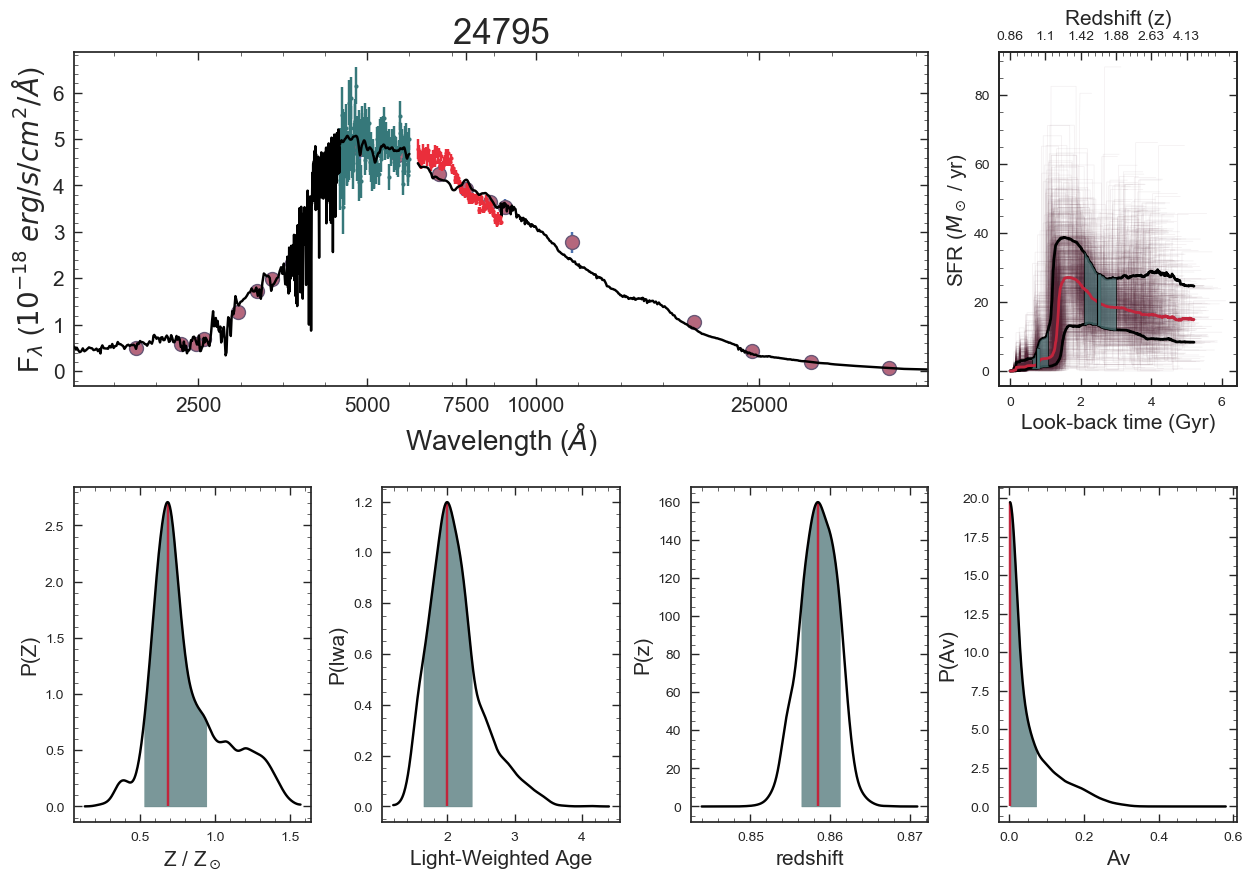 24795
F_λ (10^{−18} erg/s/cm^2/Å)
6
5
4
3
2
1
0
2500 5000 7500 10000 25000
Wavelength (Å)
Redshift (z)
0.86 1.1 1.42 1.88 2.63 4.13
SFR (M_⊙ / yr)
80
60
40
20
0
0 2 4 6
Look-back time (Gyr)
P(Z)
2.5
2.0
1.5
1.0
0.5
0.0
0.5 1.0 1.5
Z / Z_⊙
P(lwa)
1.2
1.0
0.8
0.6
0.4
0.2
0.0
2 3 4
Light-Weighted Age
P(z)
160
140
120
100
80
60
40
20
0
0.85 0.86 0.87
redshift
P(Av)
20.0
17.5
15.0
12.5
10.0
7.5
5.0
2.5
0.0
0.0 0.2 0.4 0.6
Av